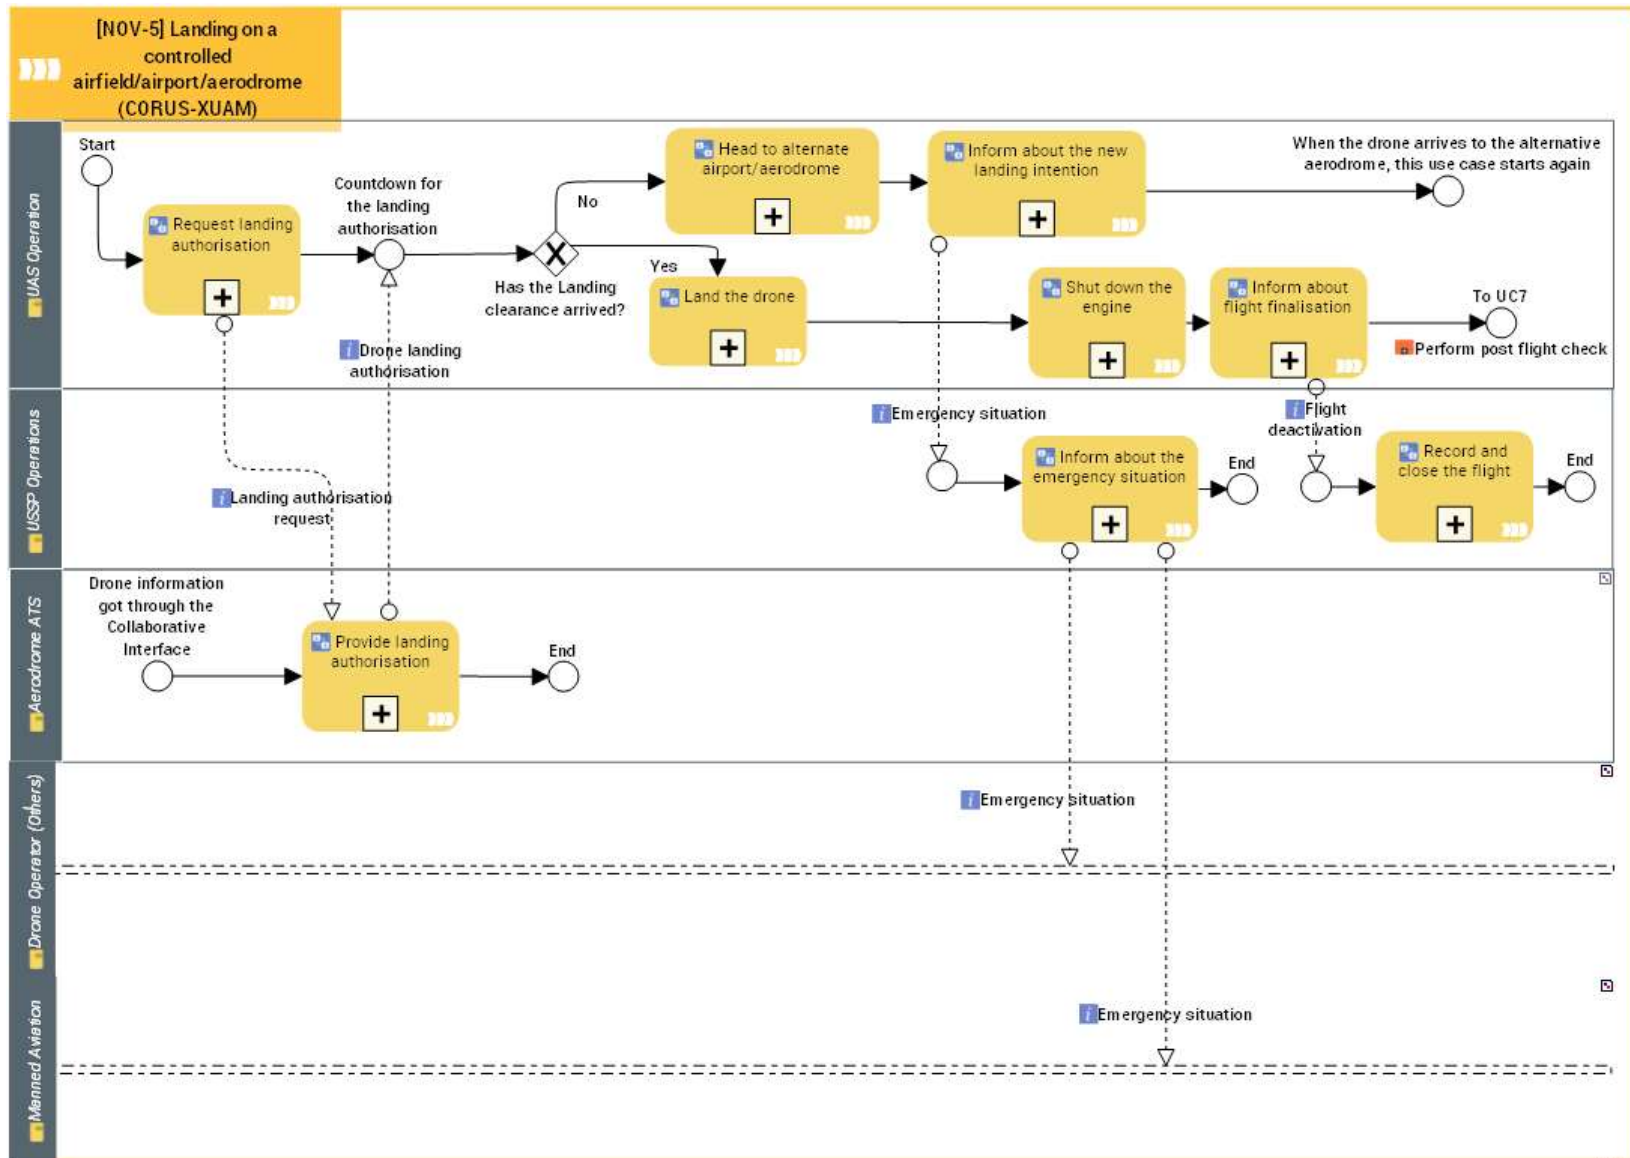 [NOV-5] Landing on a
controlled
airfield/airport/aerodrome
(CORUS-XUAM)
UAS Operation
Start
Request landing
authorisation
Countdown for
the landing
authorisation
No
Has the Landing
clearance arrived?
Yes
Head to alternate
airport/aerodrome
Inform about the new
landing intention
When the drone arrives to the alternative
aerodrome, this use case starts again
Land the drone
Shut down the
engine
Inform about
flight finalisation
To UC7
Perform post flight check
Drone landing
authorisation
USSP Operations
Landing authorisation
request
Emergency situation
Inform about the
emergency situation
End
Flight
deactivation
Record and
close the flight
End
Aerodrome ATS
Drone information
got through the
Collaborative
Interface
Provide landing
authorisation
End
Drone Operator (Others)
Emergency situation
Manned Aviation
Emergency situation